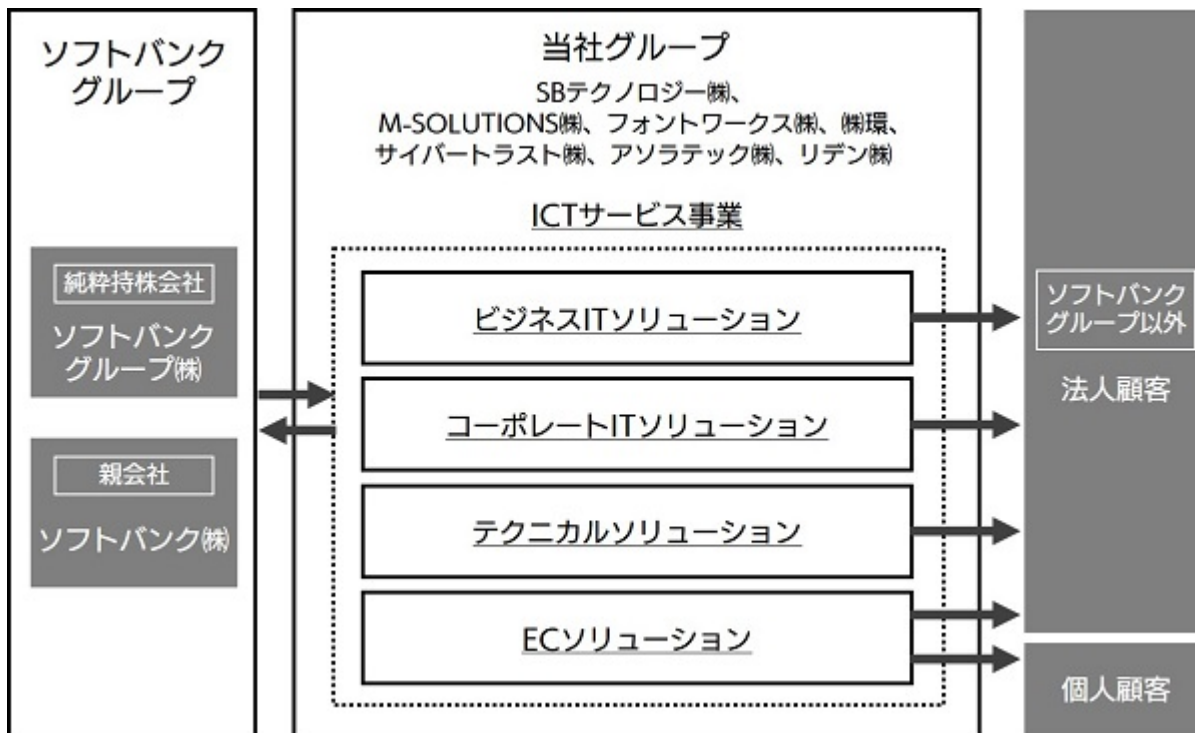 ソフトバンク
グループ
純粋持株会社
ソフトバンク
グループ㈱
親会社
ソフトバンク㈱
当社グループ
SBテクノロジー㈱、
M-SOLUTIONS㈱、フォントワークス㈱、㈱環、
サイバートラスト㈱、アソラテック㈱、リデン㈱
ICTサービス事業
ビジネスITソリューション
コーポレートITソリューション
テクニカルソリューション
ECソリューション
ソフトバンク
グループ以外
法人顧客
個人顧客